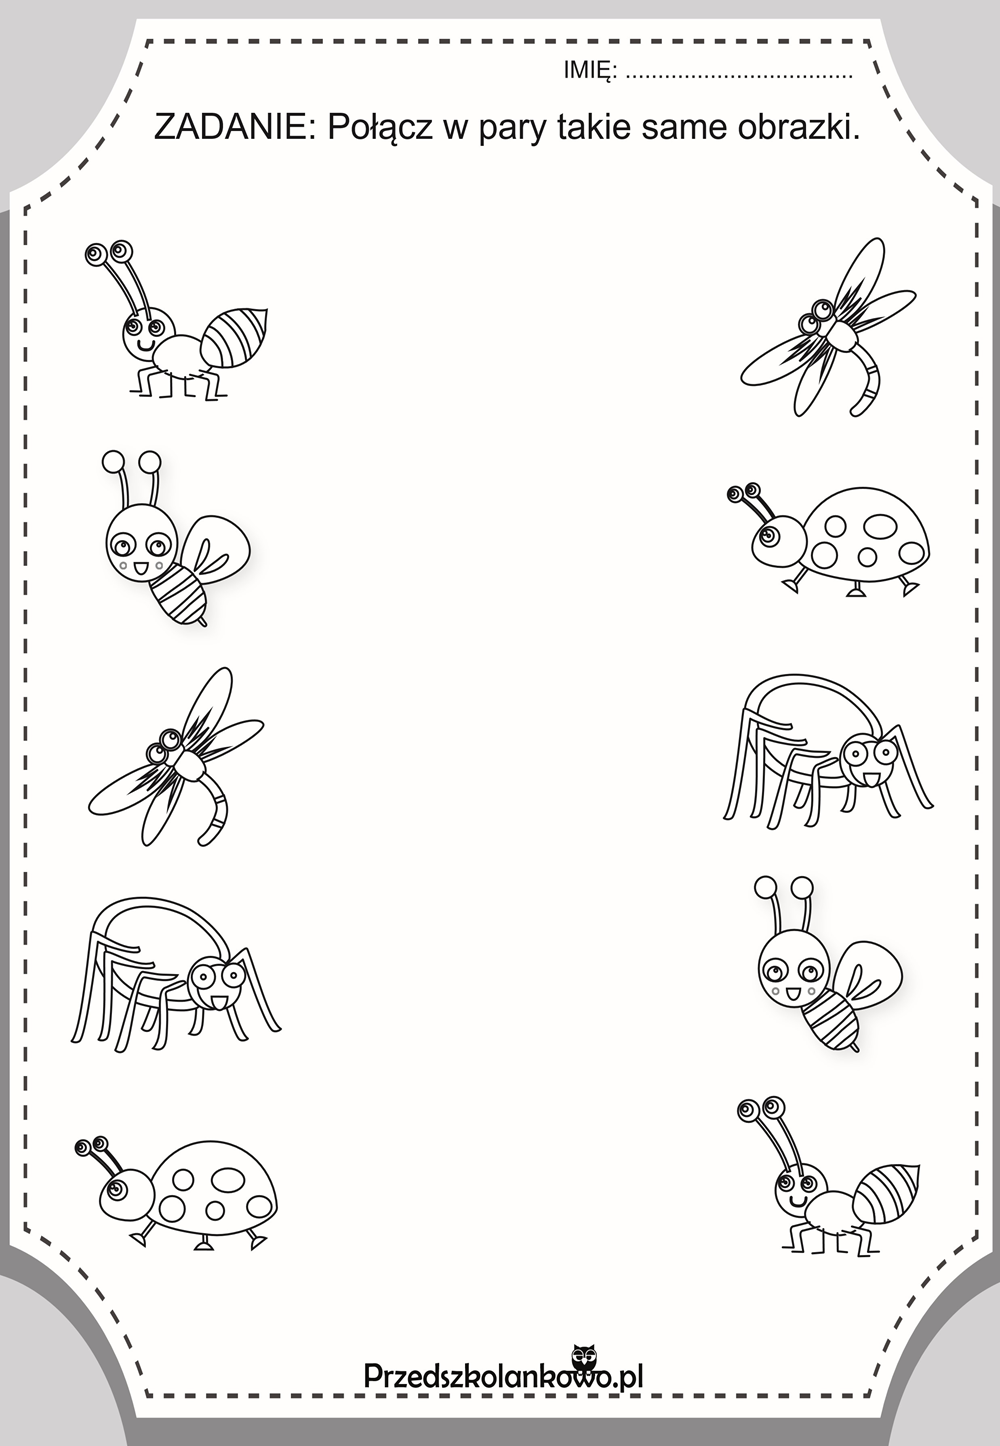 IMIĘ: ...................................
ZADANIE: Połącz w pary takie same obrazki.
Przedszkolankowo.pl